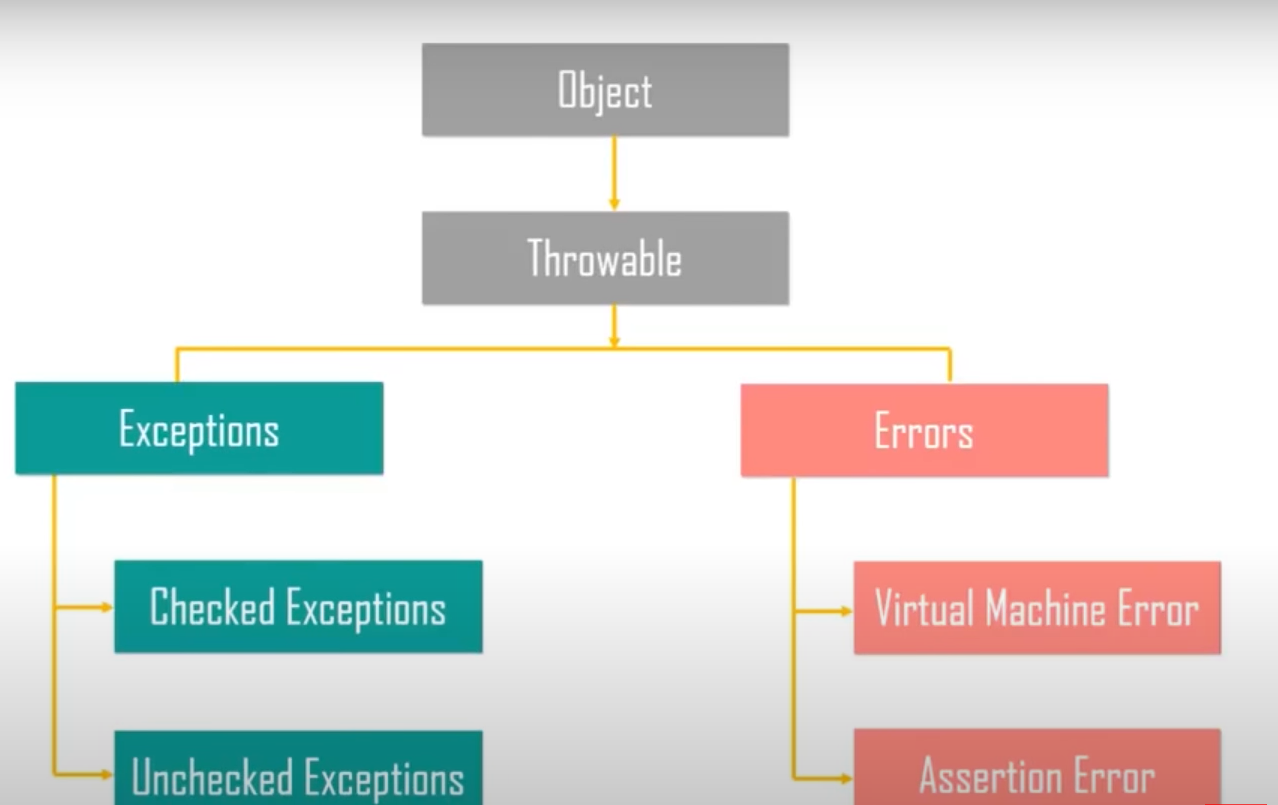 Object
Throwable
Exceptions
Errors
Checked Exceptions
Virtual Machine Error
Unchecked Exceptions
Assertion Error